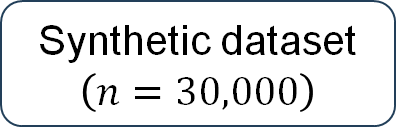 Synthetic dataset
(n = 30,000)